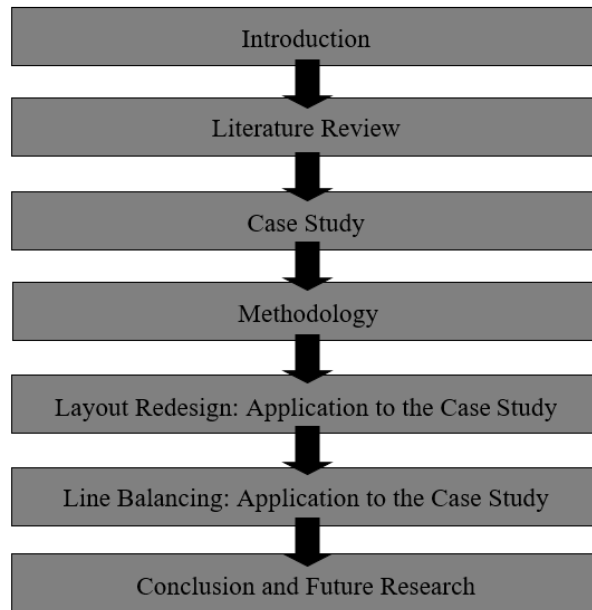 Introduction
Literature Review
Case Study
Methodology
Layout Redesign: Application to the Case Study
Line Balancing: Application to the Case Study
Conclusion and Future Research